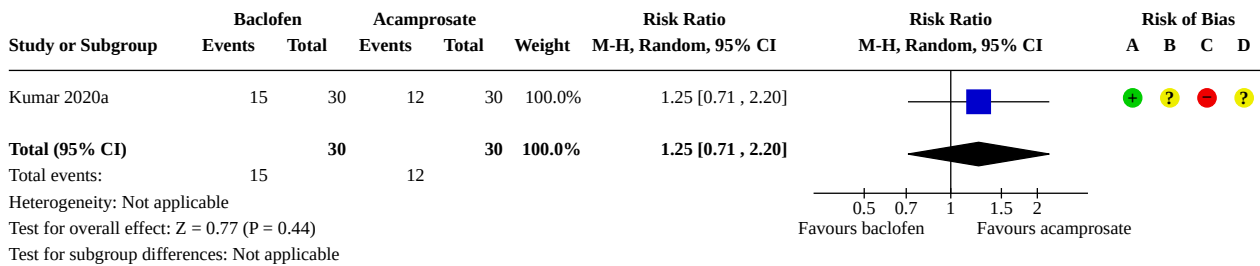 Baclofen Acamprosate Risk Ratio Risk Ratio Risk of Bias
Study or Subgroup Events Total Events Total Weight M-H, Random, 95% CI M-H, Random, 95% CI A B C D
Kumar 2020a 15 30 12 30 100.0% 1.25 [0.71 , 2.20] + ? − ?
Total (95% CI) 30 30 100.0% 1.25 [0.71 , 2.20]
Total events: 15 12
Heterogeneity: Not applicable 0.5 0.7 1 1.5 2
Test for overall effect: Z = 0.77 (P = 0.44) Favours baclofen Favours acamprosate
Test for subgroup differences: Not applicable